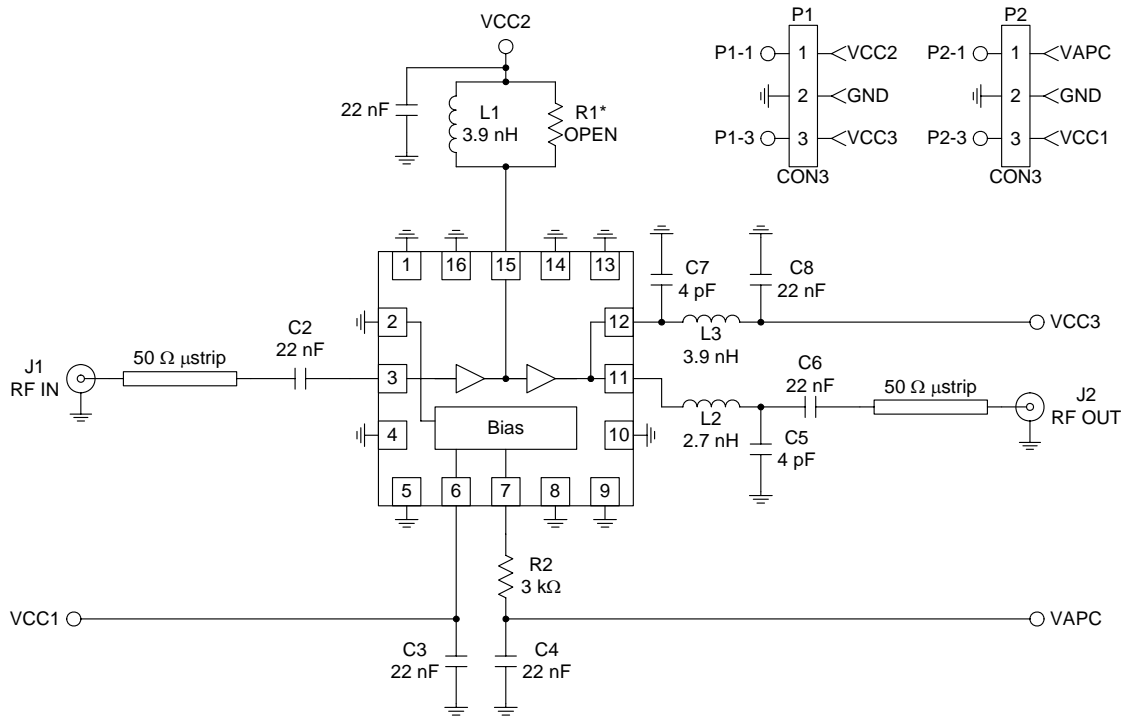 VCC2
P1
P2
P1-1
1
VCC2
P2-1
1
VAPC
22 nF
L1
3.9 nH
R1*
OPEN
2
GND
2
GND
P1-3
3
VCC3
P2-3
3
VCC1
CON3
CON3
1
16
15
14
13
C7
4 pF
C8
22 nF
2
12
VCC3
L3
3.9 nH
J1
RF IN
50 Ω µstrip
C2
22 nF
3
11
C6
22 nF
50 Ω µstrip
J2
RF OUT
L2
2.7 nH
4
Bias
10
C5
4 pF
5
6
7
8
9
R2
3 kΩ
VCC1
VAPC
C3
22 nF
C4
22 nF